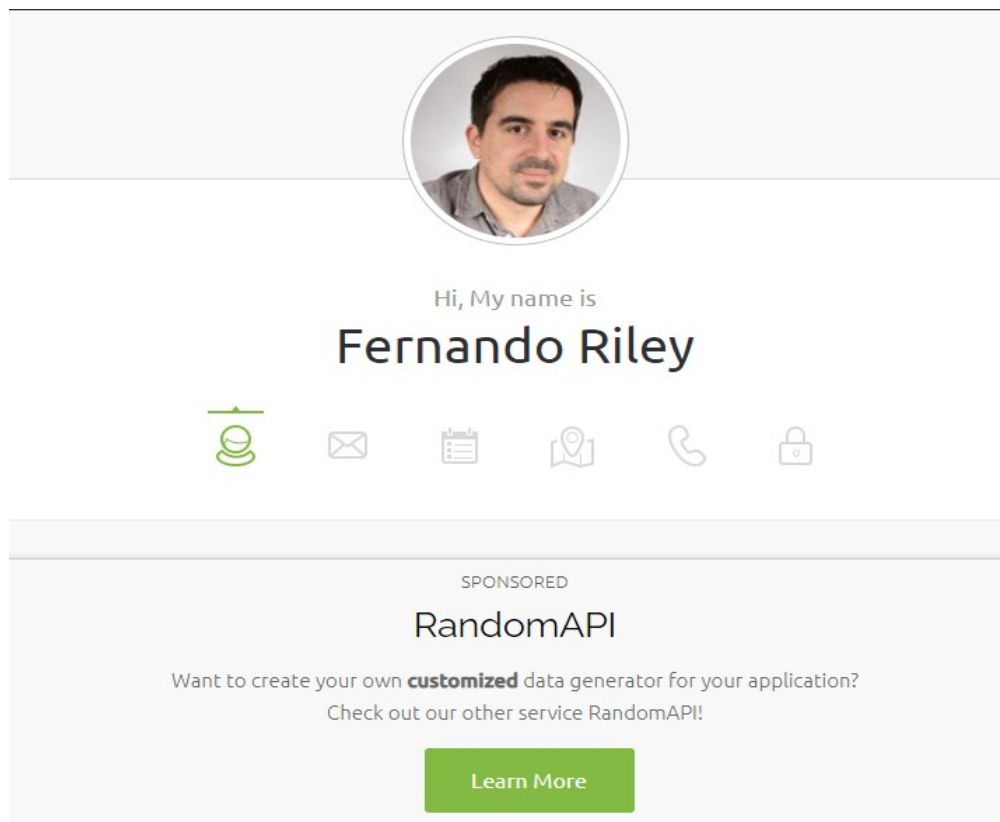 Hi, My name is
Fernando Riley
SPONSORED
RandomAPI
Want to create your own customized data generator for your application?
Check out our other service RandomAPI!
Learn More